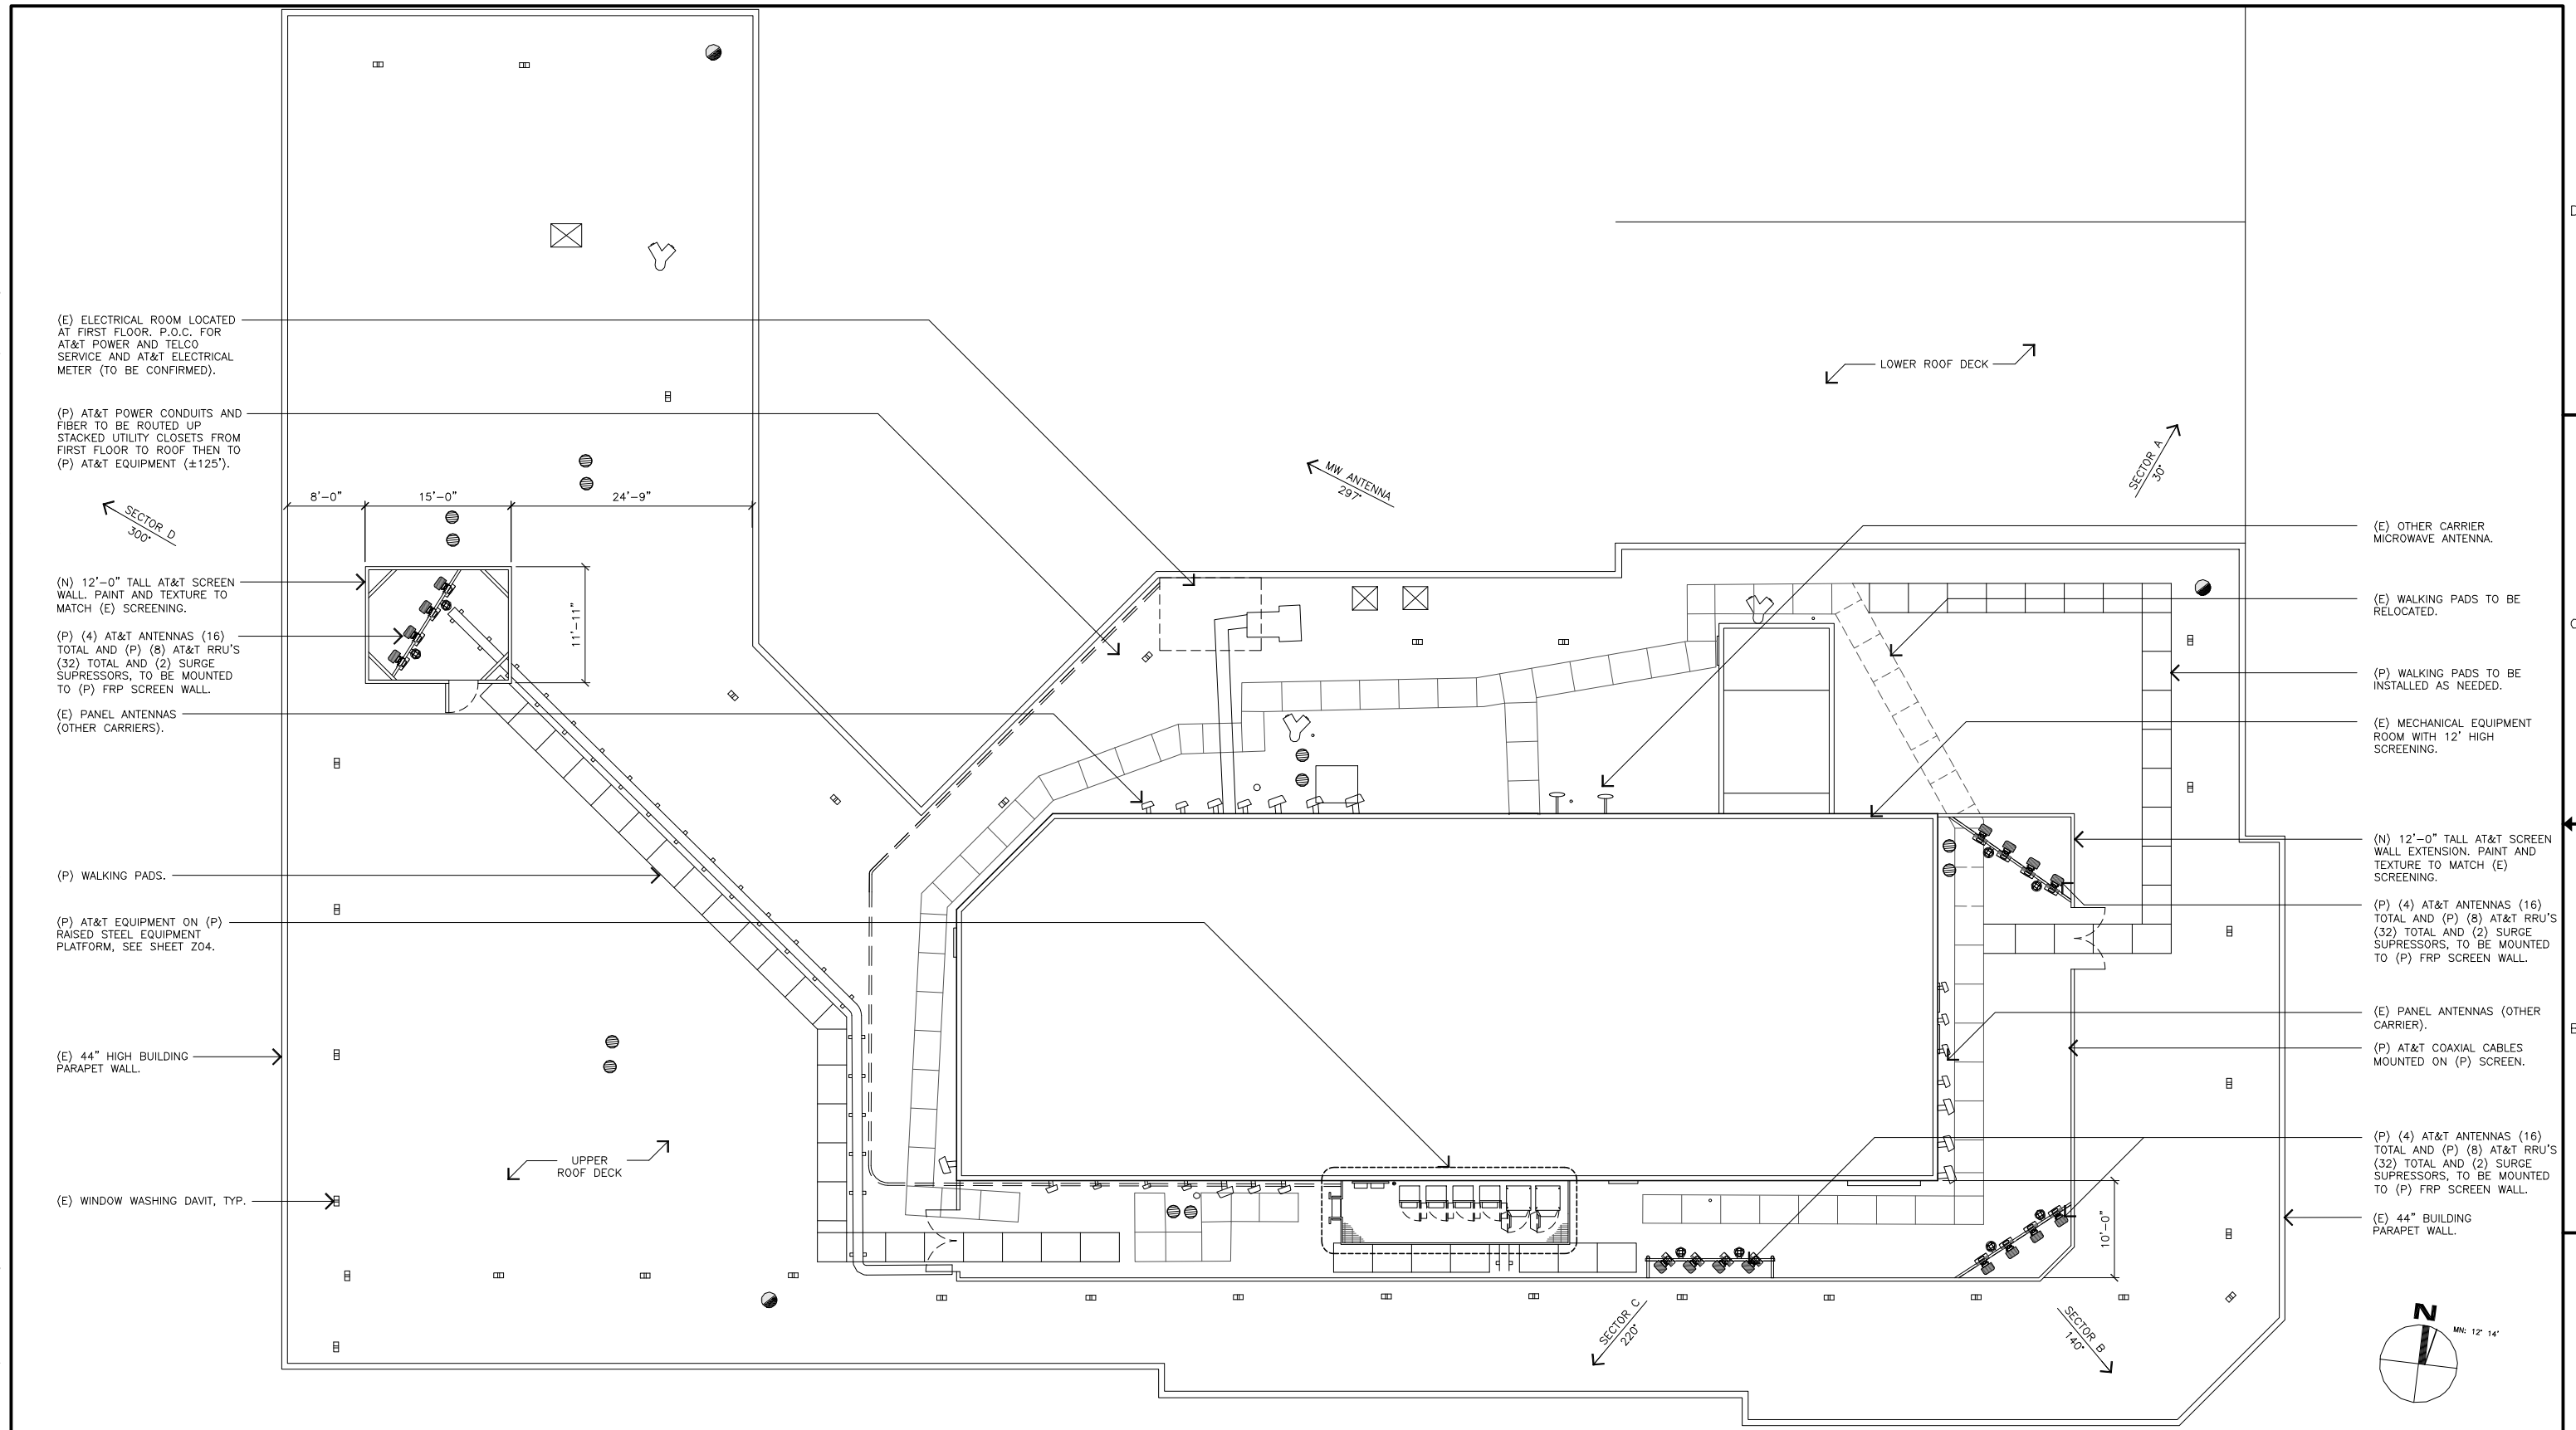 (E) ELECTRICAL ROOM LOCATED
AT FIRST FLOOR. P.O.C. FOR
AT&T POWER AND TELCO
SERVICE AND AT&T ELECTRICAL
METER (TO BE CONFIRMED).
(P) AT&T POWER CONDUITS AND
FIBER TO BE ROUTED UP
STACKED UTILITY CLOSETS FROM
FIRST FLOOR TO ROOF THEN TO
(P) AT&T EQUIPMENT (±125').
SECTOR D
300°
8'-0"
15'-0"
24'-9"
11'-11"
(N) 12'-0" TALL AT&T SCREEN
WALL. PAINT AND TEXTURE TO
MATCH (E) SCREENING.
(P) (4) AT&T ANTENNAS (16)
TOTAL AND (P) (8) AT&T RRU'S
(32) TOTAL AND (2) SURGE
SUPRESSORS, TO BE MOUNTED
TO (P) FRP SCREEN WALL.
(E) PANEL ANTENNAS
(OTHER CARRIERS).
(P) WALKING PADS.
(P) AT&T EQUIPMENT ON (P)
RAISED STEEL EQUIPMENT
PLATFORM, SEE SHEET Z04.
(E) 44" HIGH BUILDING
PARAPET WALL.
(E) WINDOW WASHING DAVIT, TYP.
UPPER
ROOF DECK
MW ANTENNA
297°
LOWER ROOF DECK
SECTOR A
30°
(E) OTHER CARRIER
MICROWAVE ANTENNA.
(E) WALKING PADS TO BE
RELOCATED.
(P) WALKING PADS TO BE
INSTALLED AS NEEDED.
(E) MECHANICAL EQUIPMENT
ROOM WITH 12' HIGH
SCREENING.
(N) 12'-0" TALL AT&T SCREEN
WALL EXTENSION. PAINT AND
TEXTURE TO MATCH (E)
SCREENING.
(P) (4) AT&T ANTENNAS (16)
TOTAL AND (P) (8) AT&T RRU'S
(32) TOTAL AND (2) SURGE
SUPRESSORS, TO BE MOUNTED
TO (P) FRP SCREEN WALL.
(E) PANEL ANTENNAS (OTHER
CARRIER).
(P) AT&T COAXIAL CABLES
MOUNTED ON (P) SCREEN.
(P) (4) AT&T ANTENNAS (16)
TOTAL AND (P) (8) AT&T RRU'S
(32) TOTAL AND (2) SURGE
SUPRESSORS, TO BE MOUNTED
TO (P) FRP SCREEN WALL.
(E) 44" BUILDING
PARAPET WALL.
10'-0"
SECTOR C
220°
SECTOR B
140°
N
MN: 12° 14'